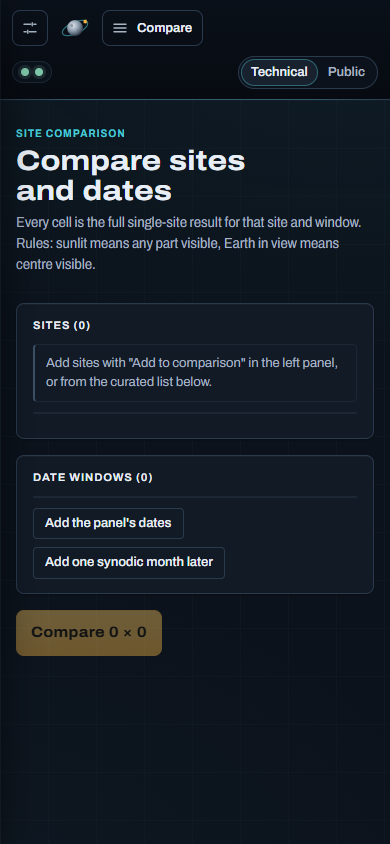 Compare
Technical Public
SITE COMPARISON
Compare sites
and dates
Every cell is the full single-site result for that site and window.
Rules: sunlit means any part visible, Earth in view means
centre visible.
SITES (0)
Add sites with "Add to comparison" in the left panel,
or from the curated list below.
DATE WINDOWS (0)
Add the panel's dates
Add one synodic month later
Compare 0 × 0